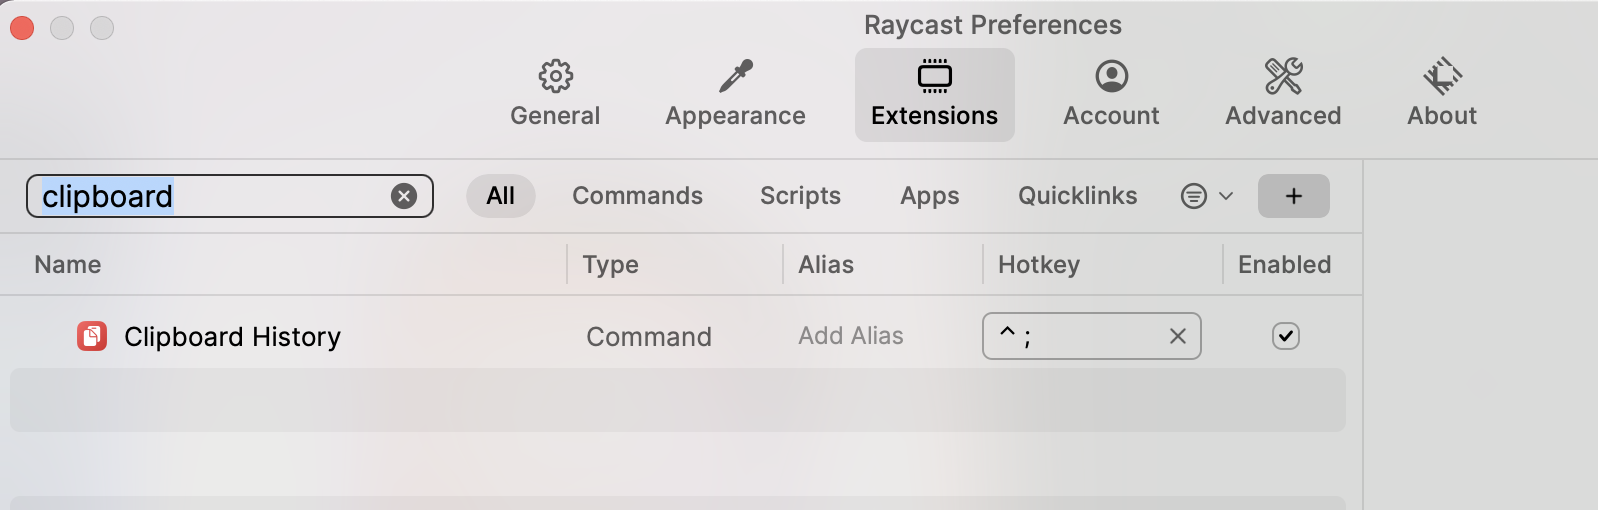 Raycast Preferences
General Appearance Extensions Account Advanced About
clipboard All Commands Scripts Apps Quicklinks +
Name Type Alias Hotkey Enabled
Clipboard History Command Add Alias ^ ;